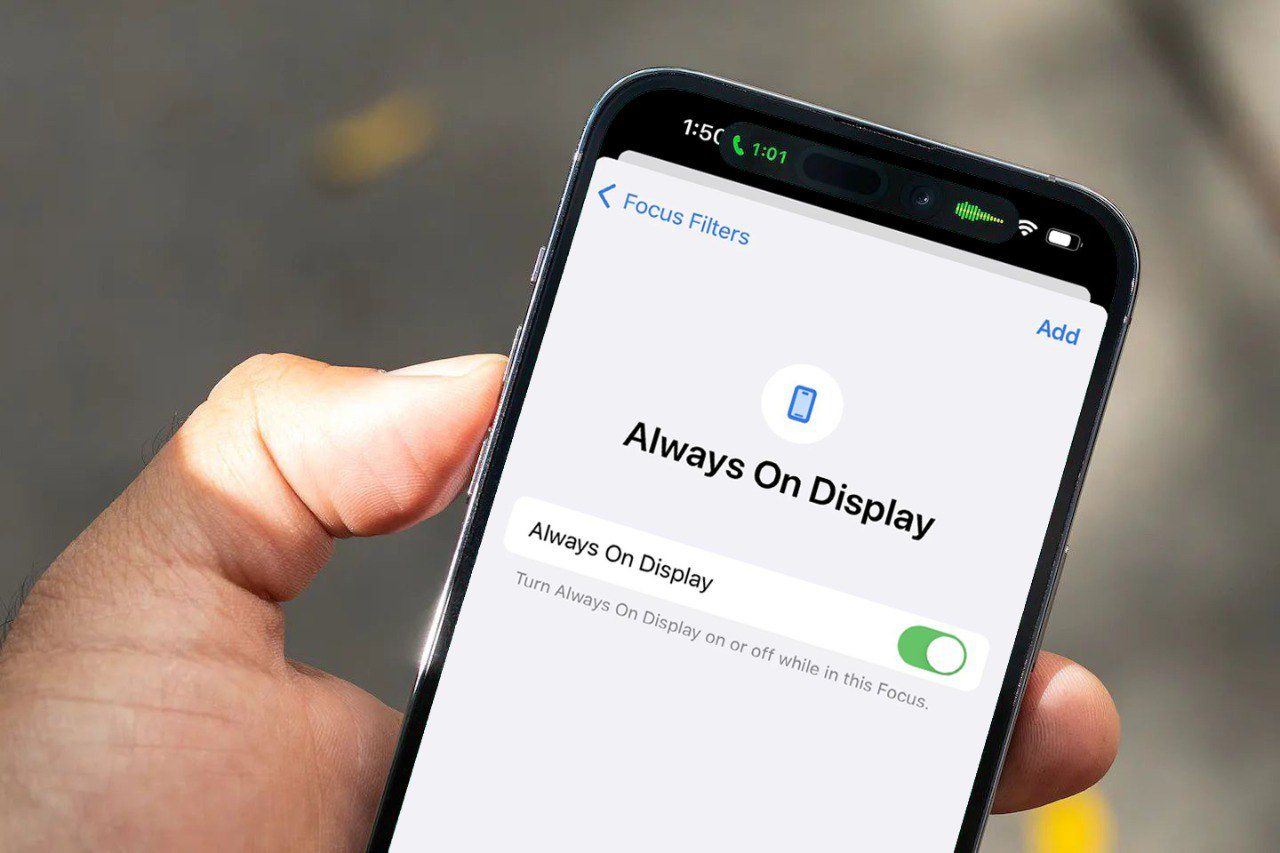 1:50
1:01
Focus Filters
Add
Always On Display
Always On Display
Turn Always On Display on or off while in this Focus.